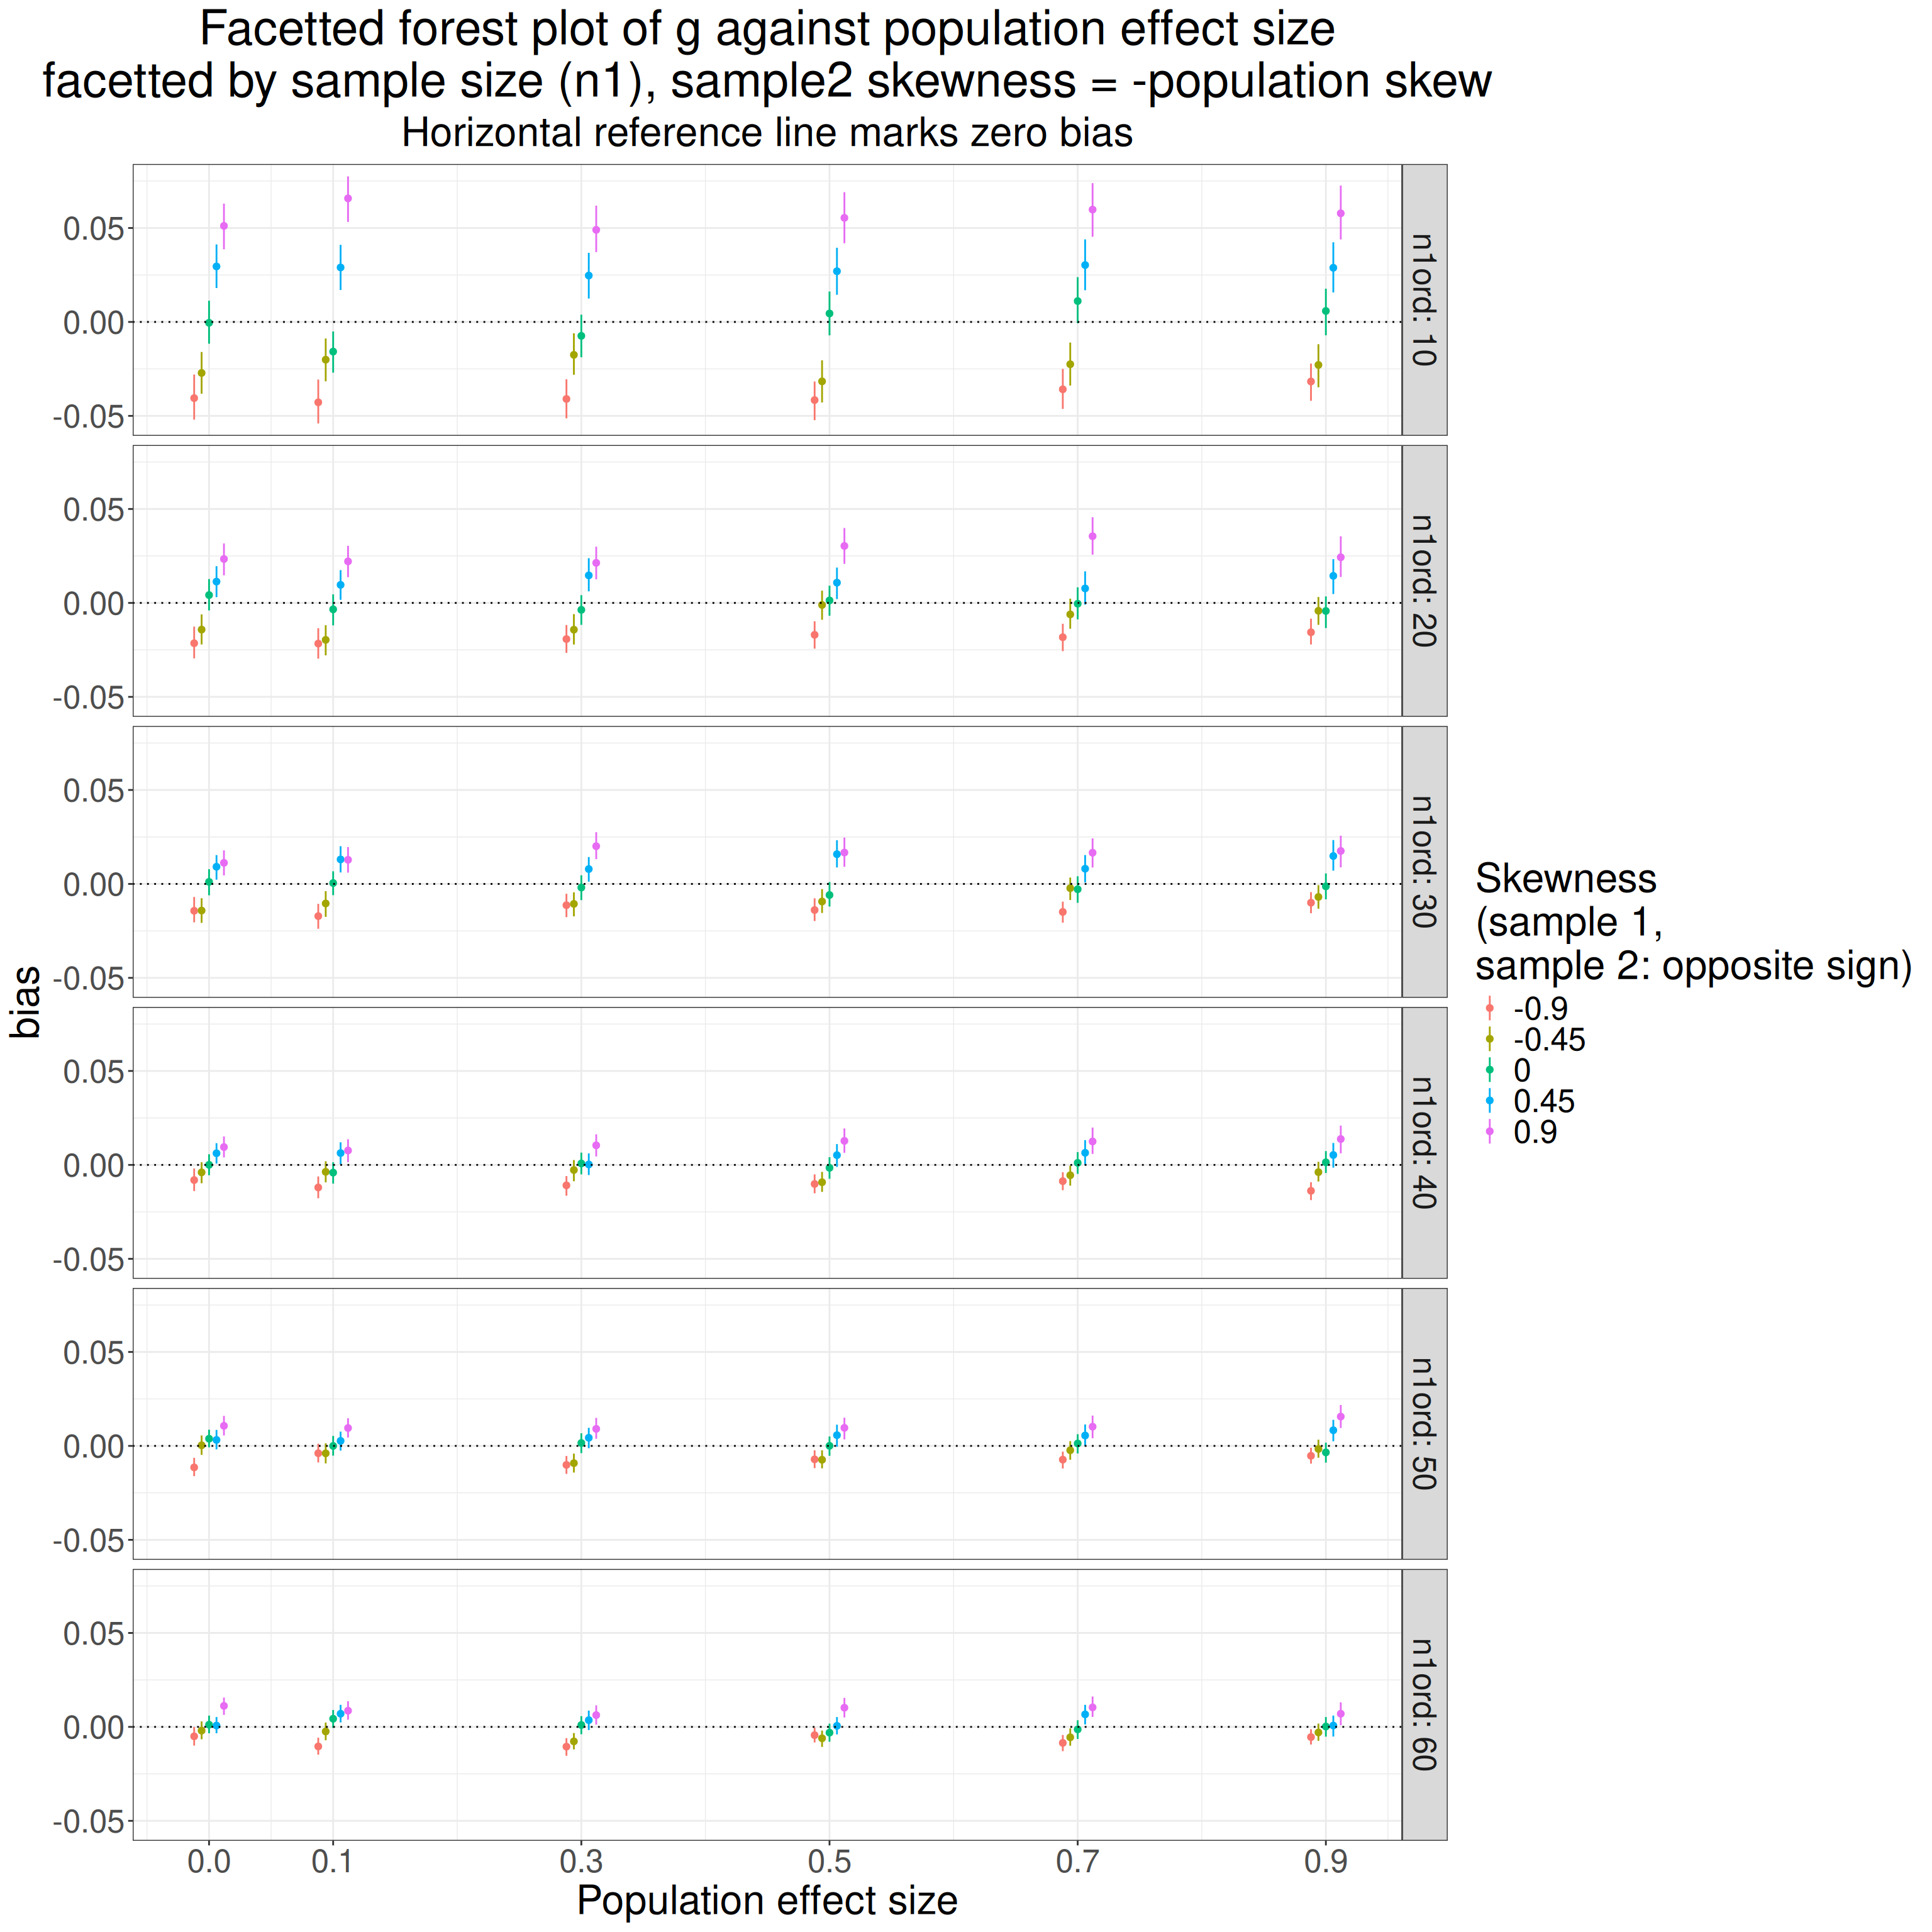 Facetted forest plot of g against population effect size
facetted by sample size (n1), sample2 skewness = -population skew
Horizontal reference line marks zero bias
0.05
0.00
-0.05
n1ord: 10
0.05
0.00
-0.05
n1ord: 20
0.05
0.00
-0.05
n1ord: 30
0.05
0.00
-0.05
n1ord: 40
0.05
0.00
-0.05
n1ord: 50
0.05
0.00
-0.05
n1ord: 60
bias
0.0 0.1 0.3 0.5 0.7 0.9
Population effect size
Skewness
(sample 1,
sample 2: opposite sign)
-0.9
-0.45
0
0.45
0.9